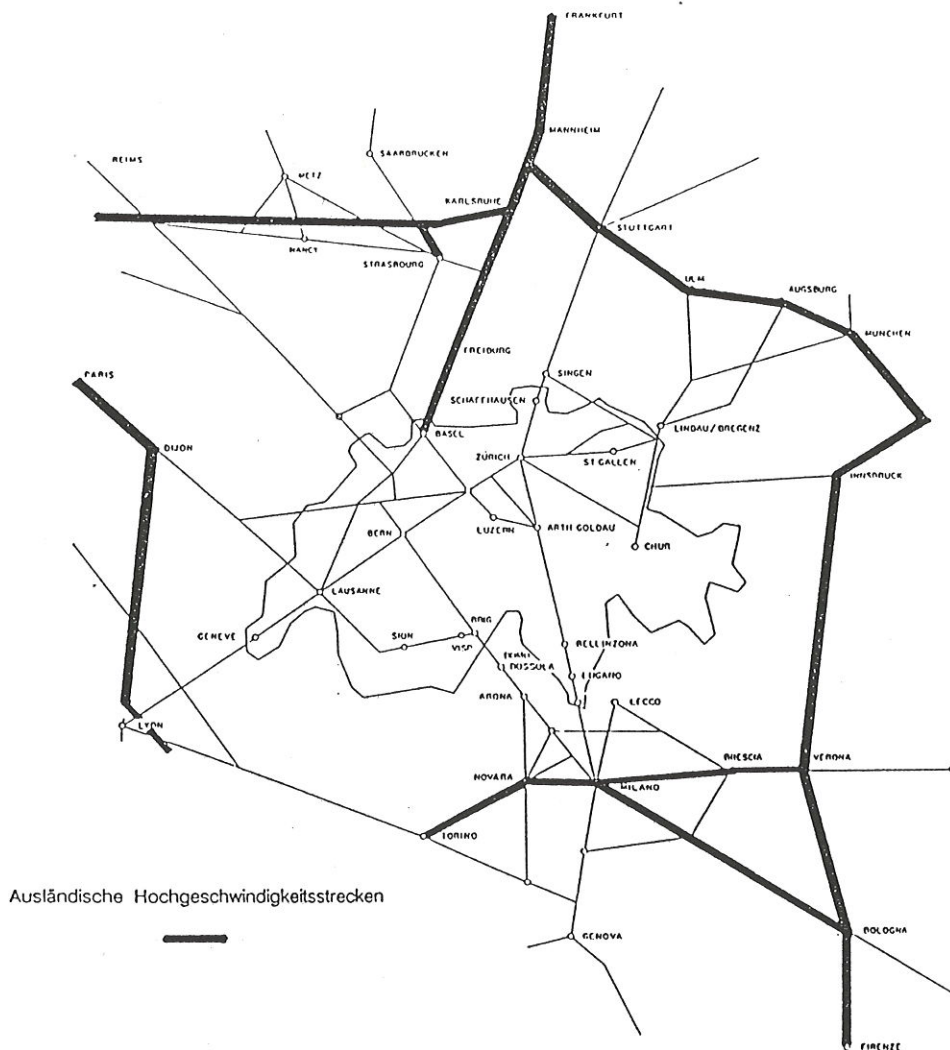 FRANKFURT
MANNHEIM
REIMS
SAARBRUCKEN
METZ
KARLSRUHE
STUTTGART
NANCY
STRASBOURG
ULM
AUGSBURG
MUNCHEN
FREIBURG
SINGEN
PARIS
SCHAFFHAUSEN
BASEL
LINDAU/BREGENZ
DIJON
ZÜRICH
ST GALLEN
INNSBRUCK
LUZERN
ARTH GOLDAU
BERN
CHUR
LAUSANNE
GENEVE
SION
BRIG
VISP
BELLINZONA
DOSSOLA
LUGANO
ARONA
LECCO
LYON
BRESCIA
VERONA
NOVARA
MILANO
TORINO
Ausländische Hochgeschwindigkeitsstrecken
GENOVA
BOLOGNA
FIRENZE